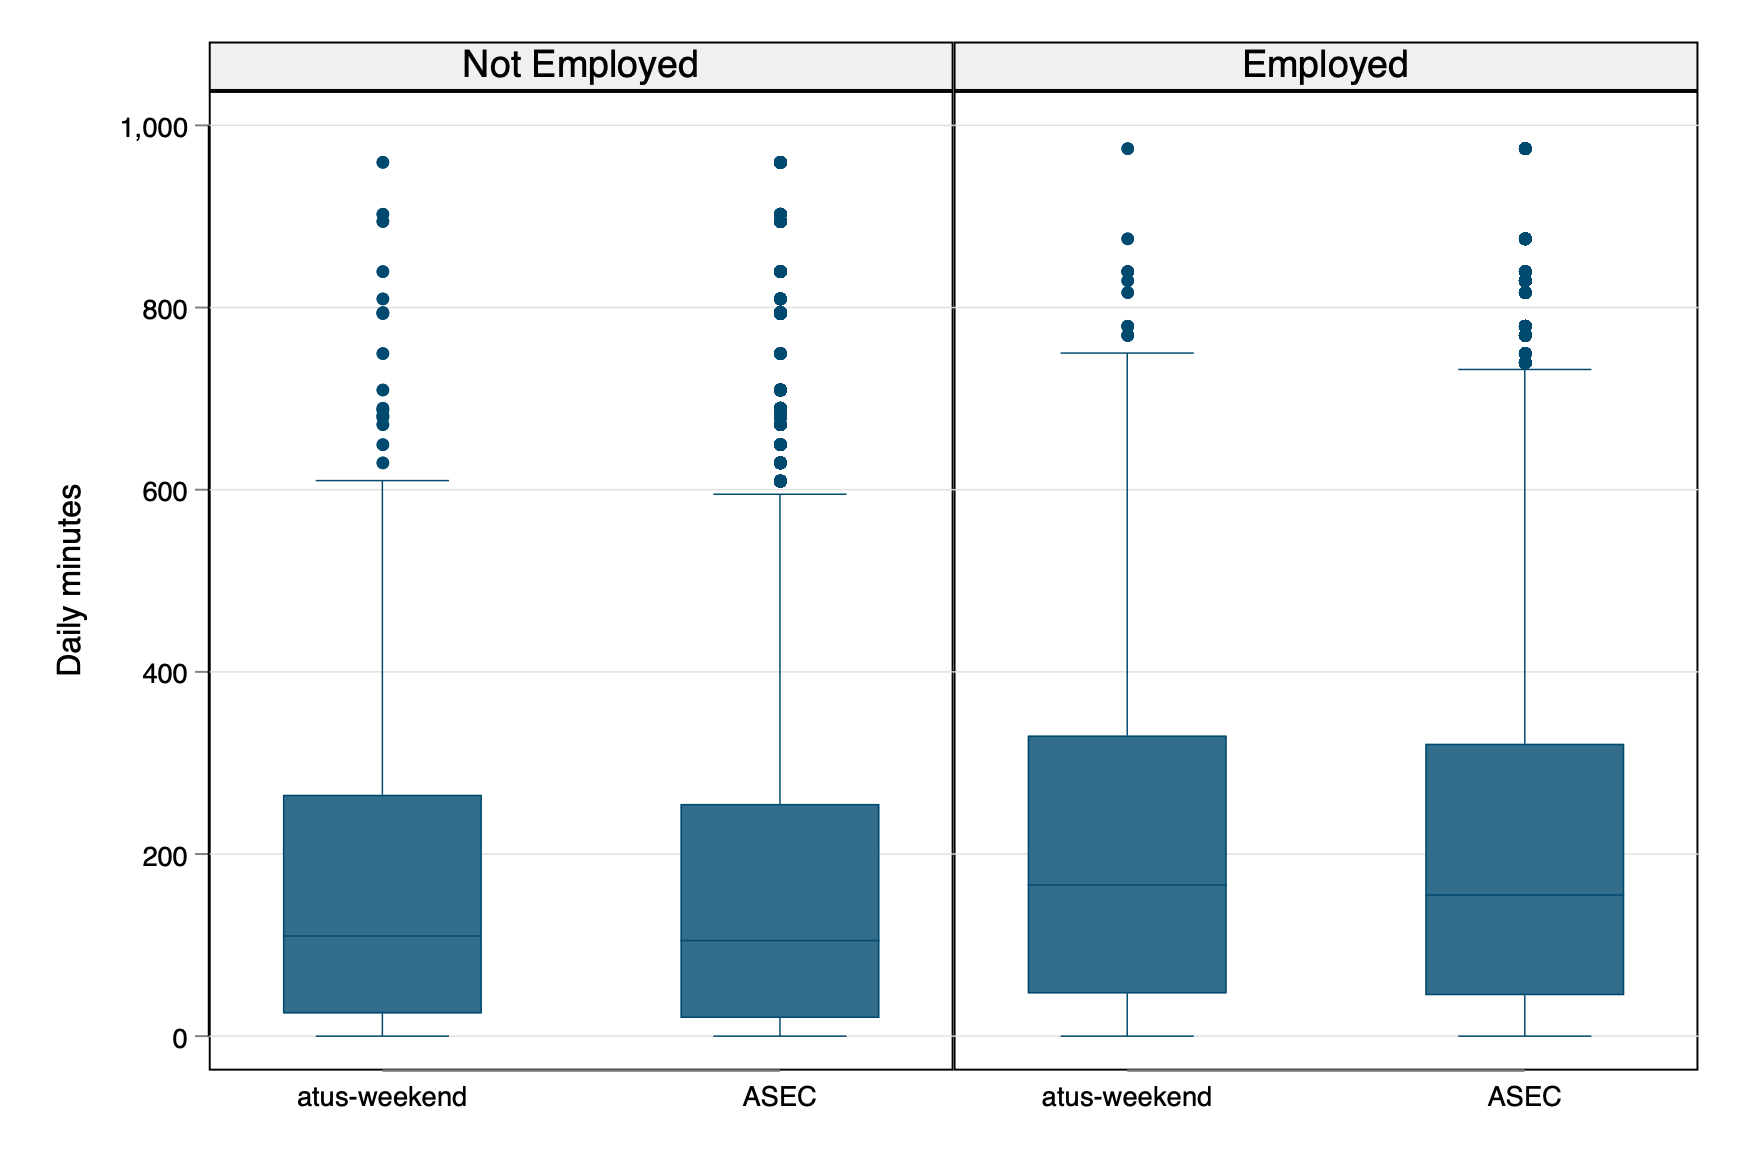 Not Employed
Employed
Daily minutes
1,000
800
600
400
200
0
atus-weekend
ASEC
atus-weekend
ASEC